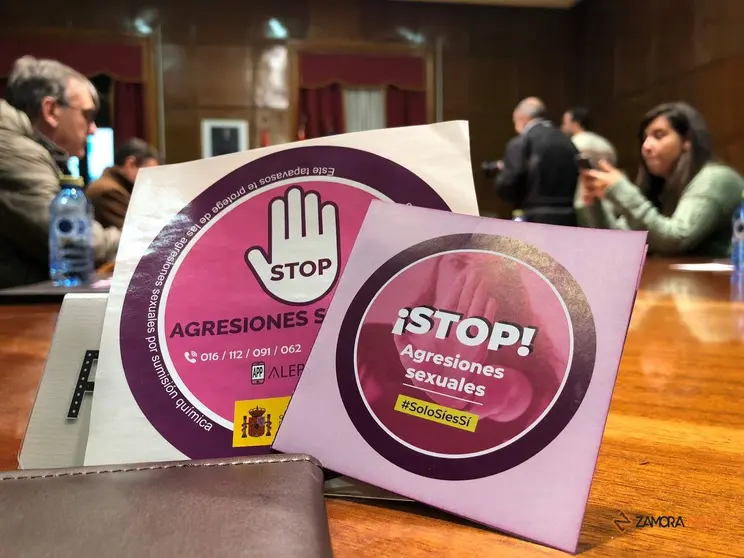 Este tapavasos te protege de las agresiones sexuales por sumisión química
STOP
AGRESIONES S
016 / 112 / 091 / 062
APP
ALER
¡STOP!
Agresiones
sexuales
#SoloSíesSí
ZAMORA